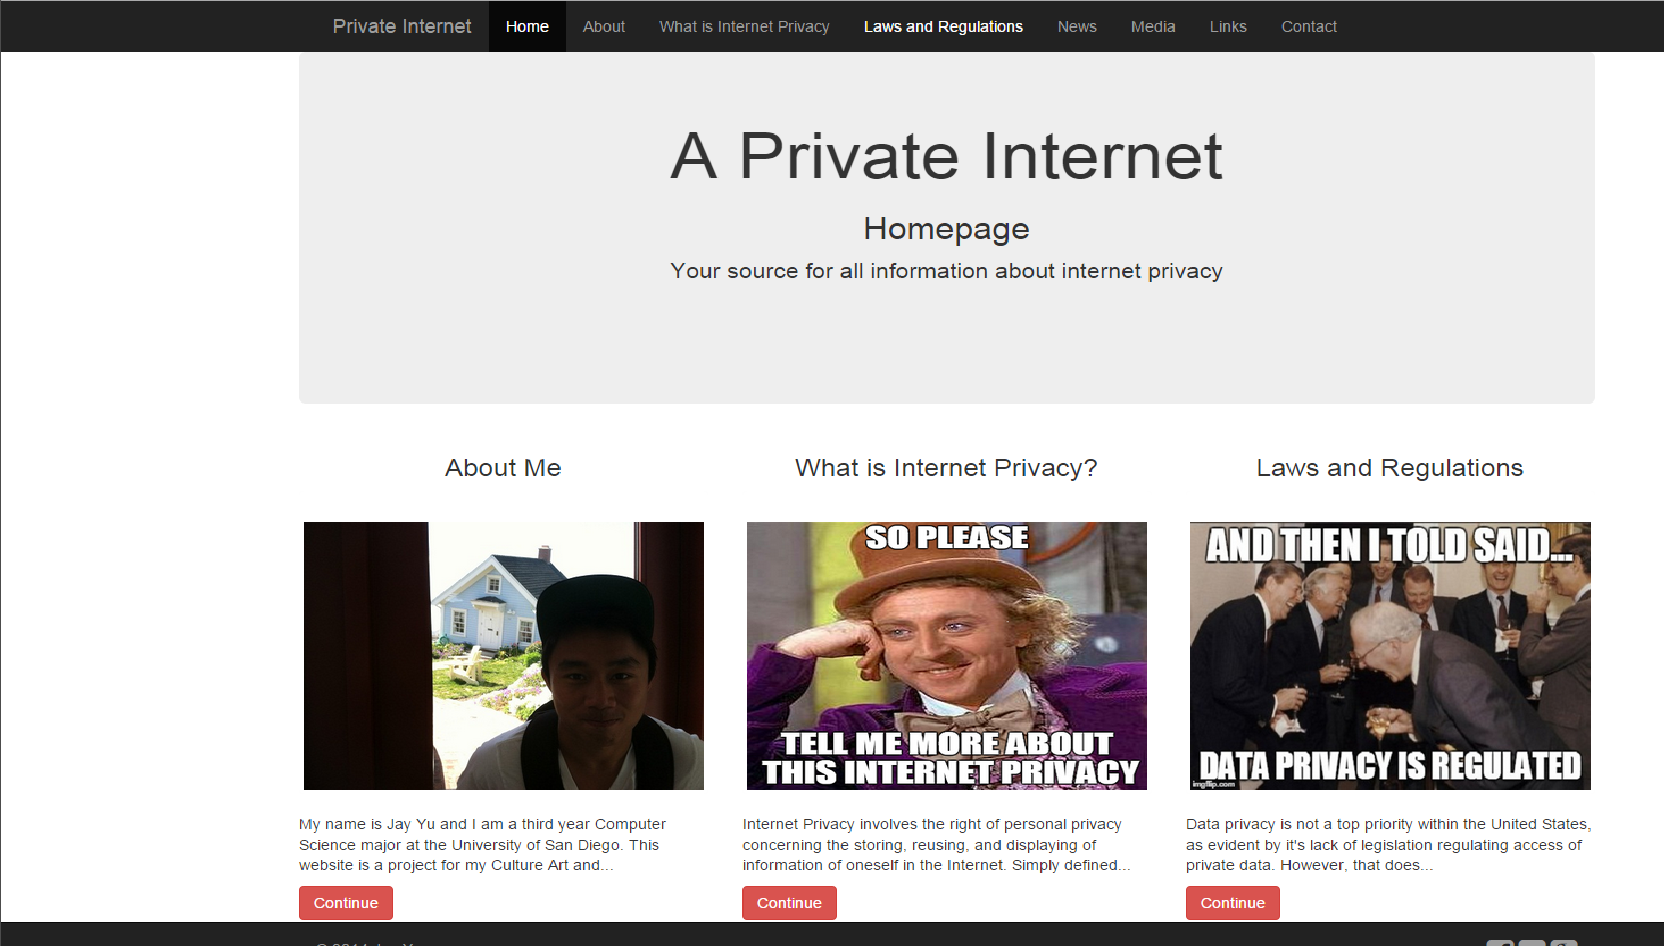 Private Internet Home About What is Internet Privacy Laws and Regulations News Media Links Contact
A Private Internet
Homepage
Your source for all information about internet privacy
About Me
What is Internet Privacy?
Laws and Regulations
SO PLEASE
TELL ME MORE ABOUT
THIS INTERNET PRIVACY
AND THEN I TOLD SAID...
DATA PRIVACY IS REGULATED
imgflip.com
My name is Jay Yu and I am a third year Computer
Science major at the University of San Diego. This
website is a project for my Culture Art and...
Continue
Internet Privacy involves the right of personal privacy
concerning the storing, reusing, and displaying of
information of oneself in the Internet. Simply defined...
Continue
Data privacy is not a top priority within the United States,
as evident by it's lack of legislation regulating access of
private data. However, that does...
Continue